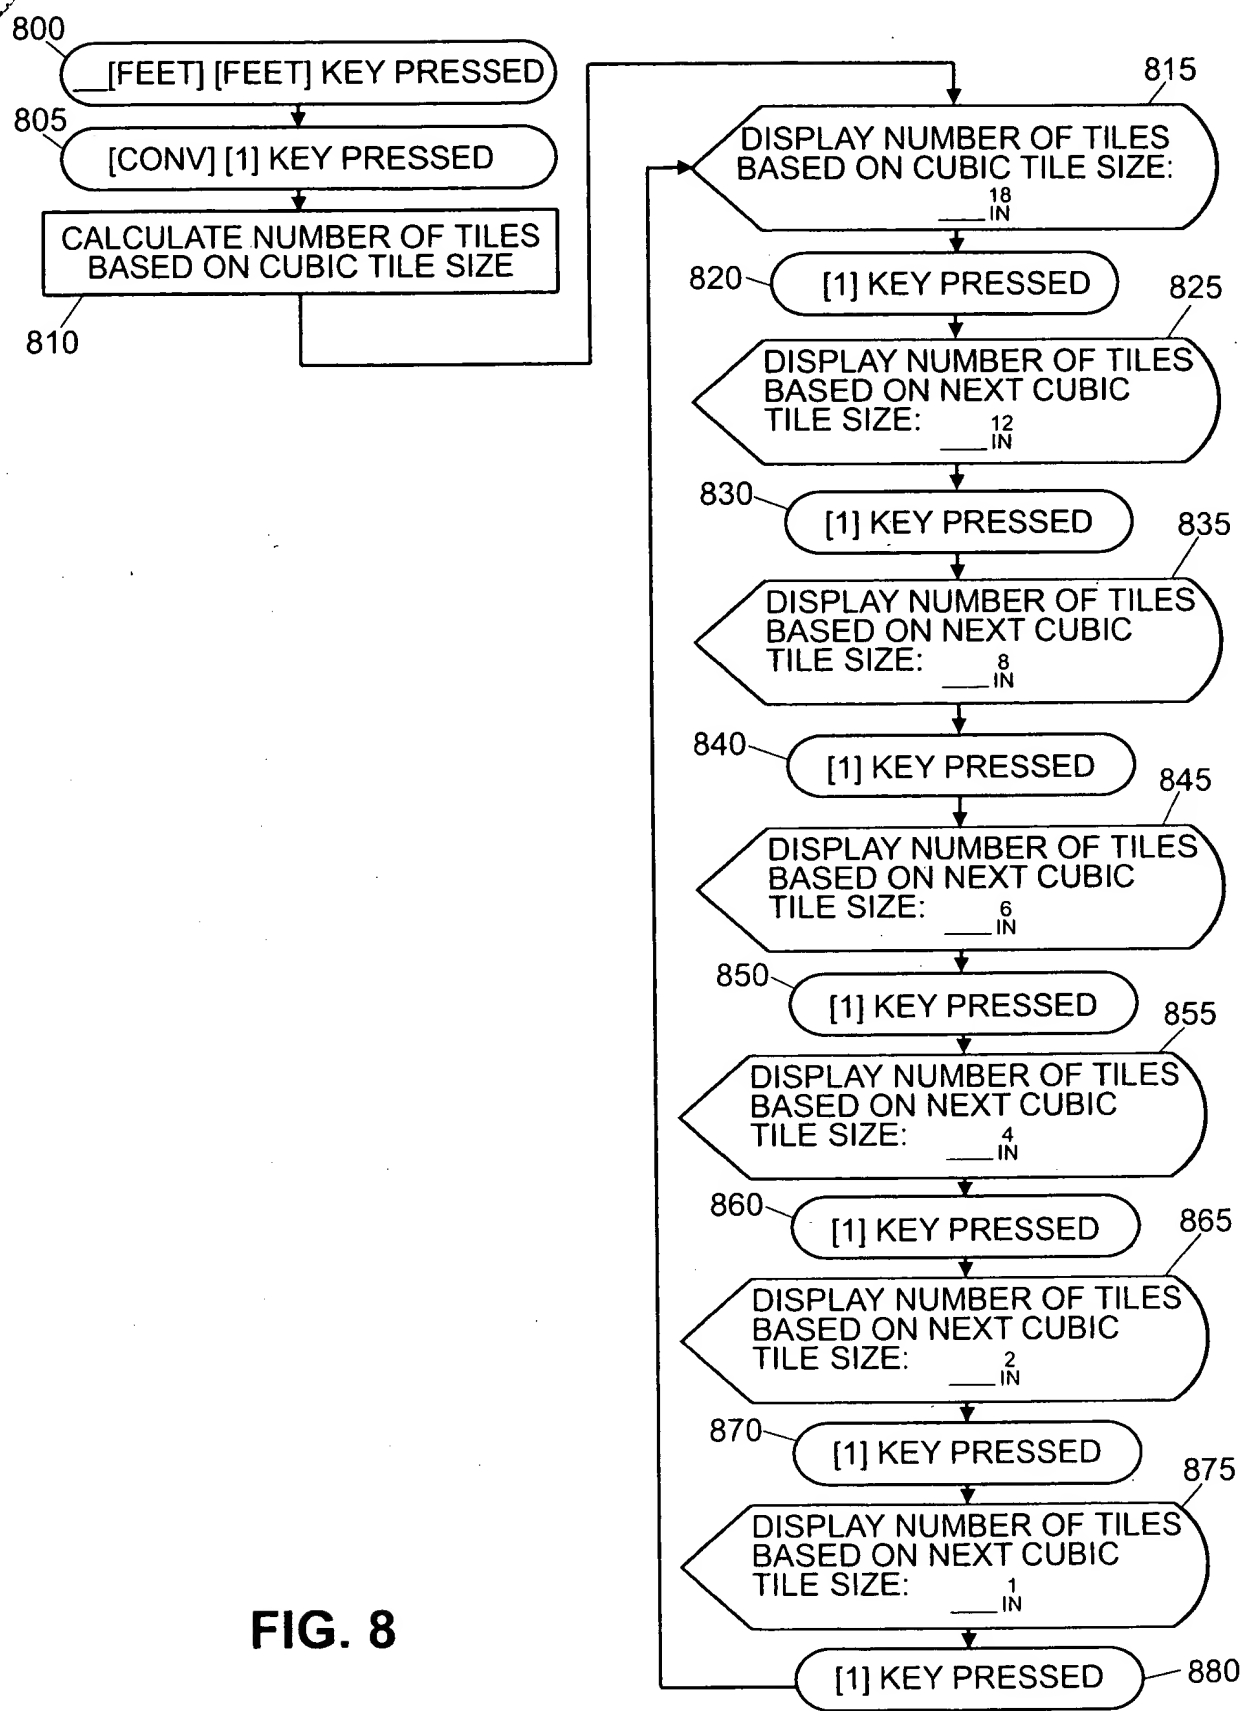 800
__[FEET] [FEET] KEY PRESSED
805
[CONV] [1] KEY PRESSED
CALCULATE NUMBER OF TILES
BASED ON CUBIC TILE SIZE
810
815
DISPLAY NUMBER OF TILES
BASED ON CUBIC TILE SIZE:
18
___ IN
820
[1] KEY PRESSED
825
DISPLAY NUMBER OF TILES
BASED ON NEXT CUBIC
TILE SIZE: ___ 12
IN
830
[1] KEY PRESSED
835
DISPLAY NUMBER OF TILES
BASED ON NEXT CUBIC
TILE SIZE: ___ 8
IN
840
[1] KEY PRESSED
845
DISPLAY NUMBER OF TILES
BASED ON NEXT CUBIC
TILE SIZE: ___ 6
IN
850
[1] KEY PRESSED
855
DISPLAY NUMBER OF TILES
BASED ON NEXT CUBIC
TILE SIZE: ___ 4
IN
860
[1] KEY PRESSED
865
DISPLAY NUMBER OF TILES
BASED ON NEXT CUBIC
TILE SIZE: ___ 2
IN
870
[1] KEY PRESSED
875
DISPLAY NUMBER OF TILES
BASED ON NEXT CUBIC
TILE SIZE: ___ 1
IN
[1] KEY PRESSED
880
FIG. 8